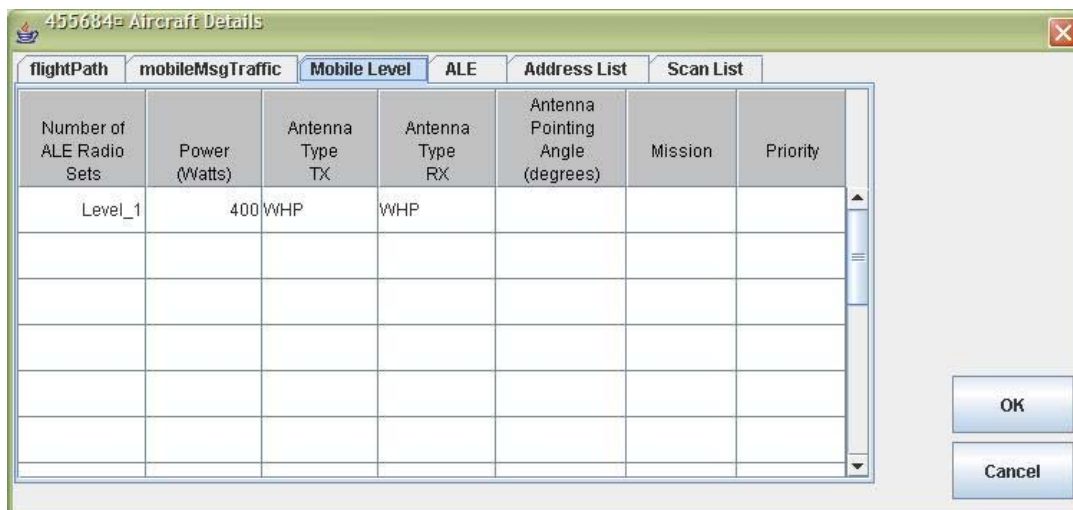 455684¤ Aircraft Details
flightPath mobileMsgTraffic Mobile Level ALE Address List Scan List
Number of ALE Radio Sets
Power (Watts)
Antenna Type TX
Antenna Type RX
Antenna Pointing Angle (degrees)
Mission
Priority
Level_1 400 WHP WHP
OK
Cancel